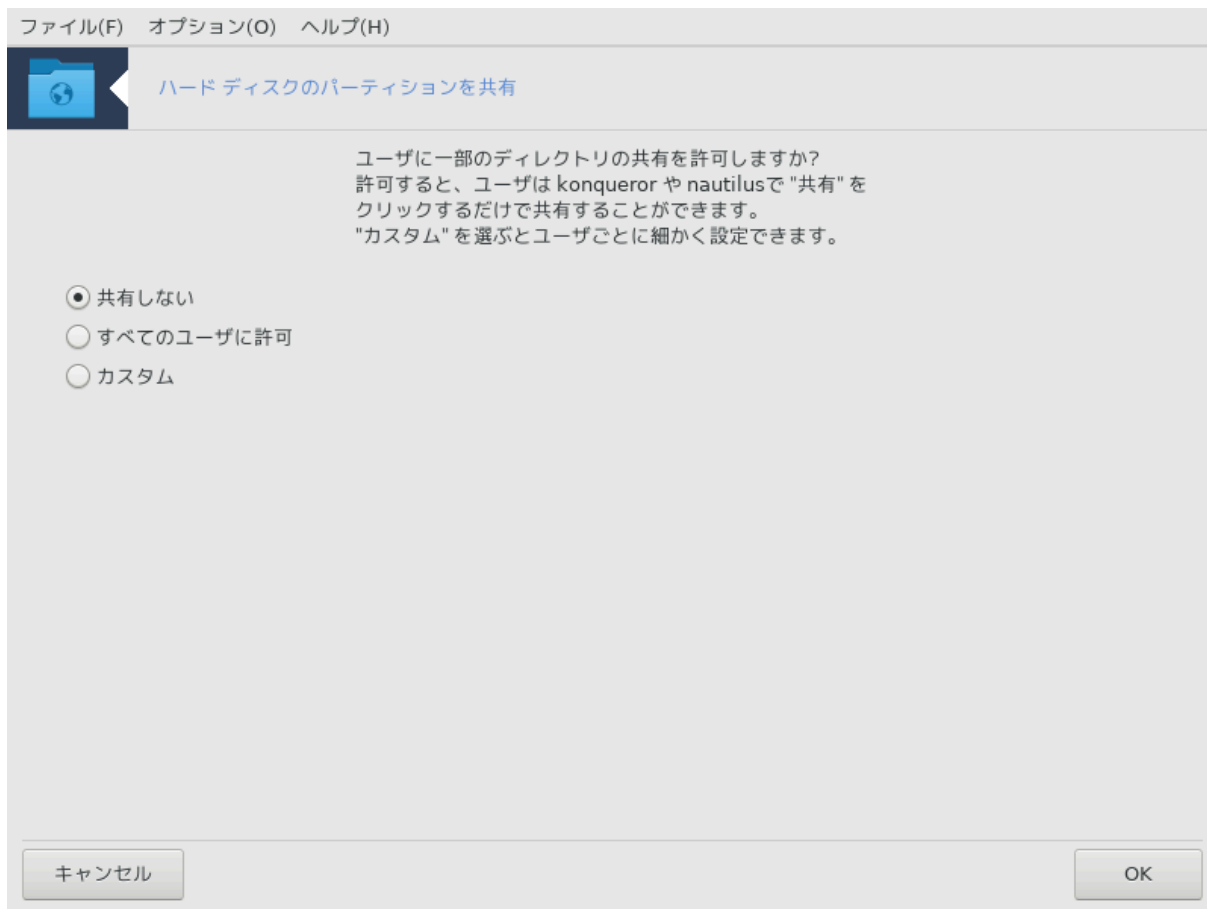 ファイル(F) オプション(O) ヘルプ(H)
ハード ディスクのパーティションを共有
ユーザに一部のディレクトリの共有を許可しますか?
許可すると、ユーザは konqueror や nautilusで "共有" を
クリックするだけで共有することができます。
"カスタム" を選ぶとユーザごとに細かく設定できます。
共有しない
すべてのユーザに許可
カスタム
キャンセル
OK